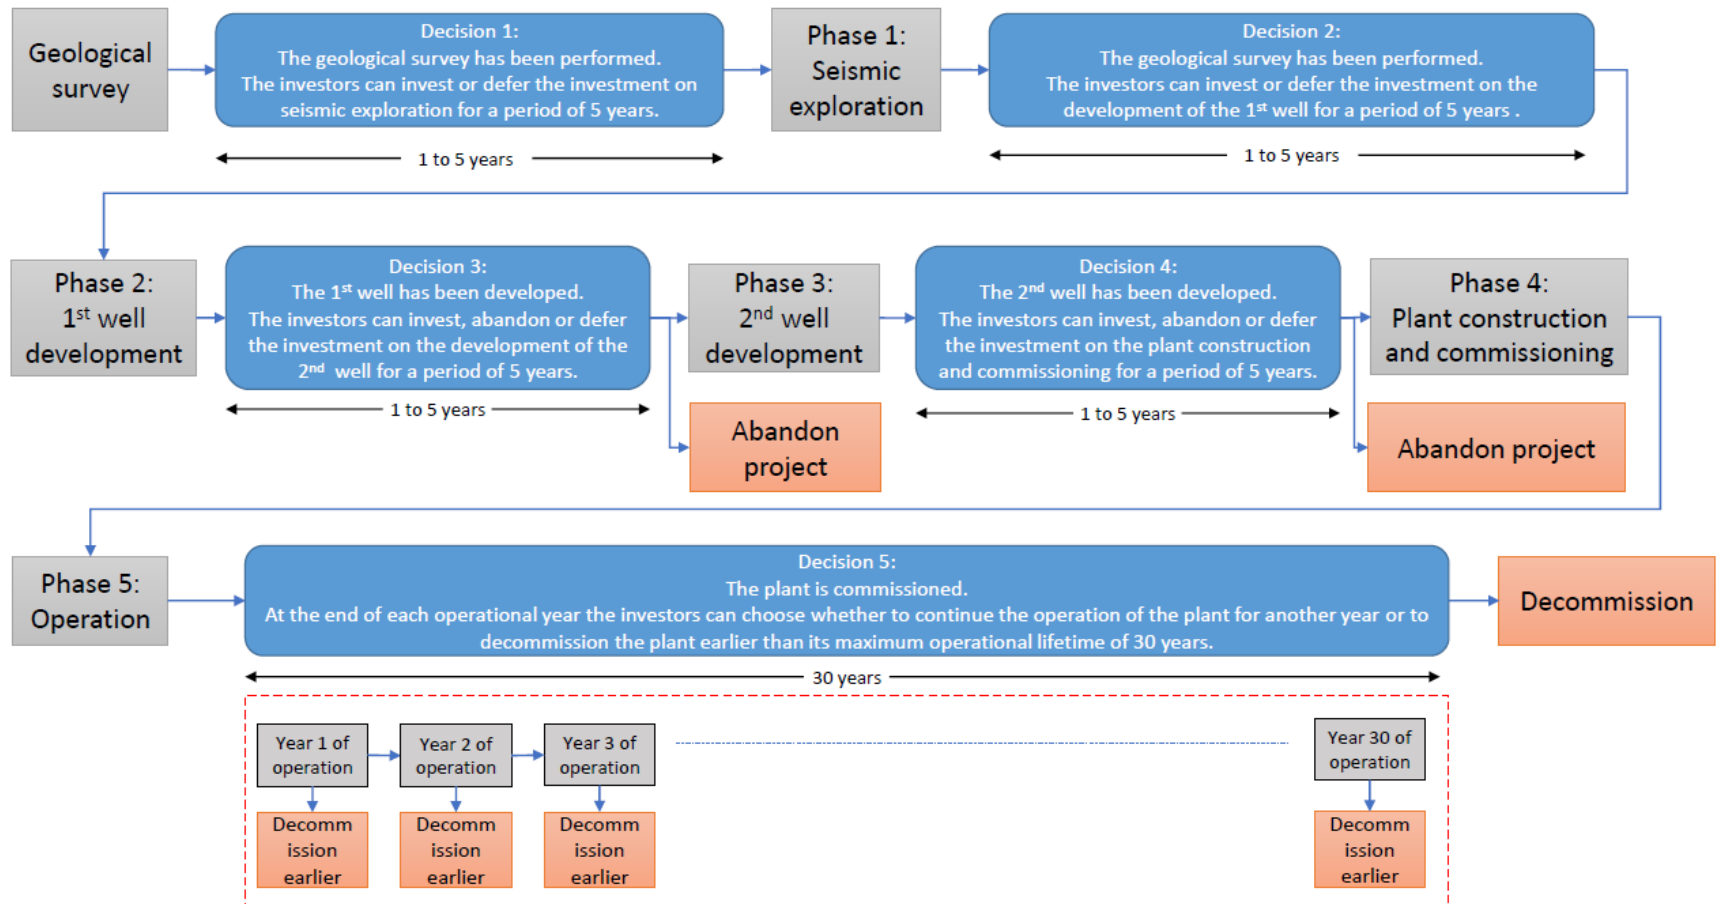 Geological
survey
Decision 1:
The geological survey has been performed.
The investors can invest or defer the investment on
seismic exploration for a period of 5 years.
1 to 5 years
Phase 1:
Seismic
exploration
Decision 2:
The geological survey has been performed.
The investors can invest or defer the investment on the
development of the 1st well for a period of 5 years .
1 to 5 years
Phase 2:
1st well
development
Decision 3:
The 1st well has been developed.
The investors can invest, abandon or defer
the investment on the development of the
2nd well for a period of 5 years.
1 to 5 years
Phase 3:
2nd well
development
Abandon
project
Decision 4:
The 2nd well has been developed.
The investors can invest, abandon or defer
the investment on the plant construction
and commissioning for a period of 5 years.
1 to 5 years
Phase 4:
Plant construction
and commissioning
Abandon project
Phase 5:
Operation
Decision 5:
The plant is commissioned.
At the end of each operational year the investors can choose whether to continue the operation of the plant for another year or to
decommission the plant earlier than its maximum operational lifetime of 30 years.
30 years
Decommission
Year 1 of
operation
Year 2 of
operation
Year 3 of
operation
Year 30 of
operation
Decomm
ission
earlier
Decomm
ission
earlier
Decomm
ission
earlier
Decomm
ission
earlier